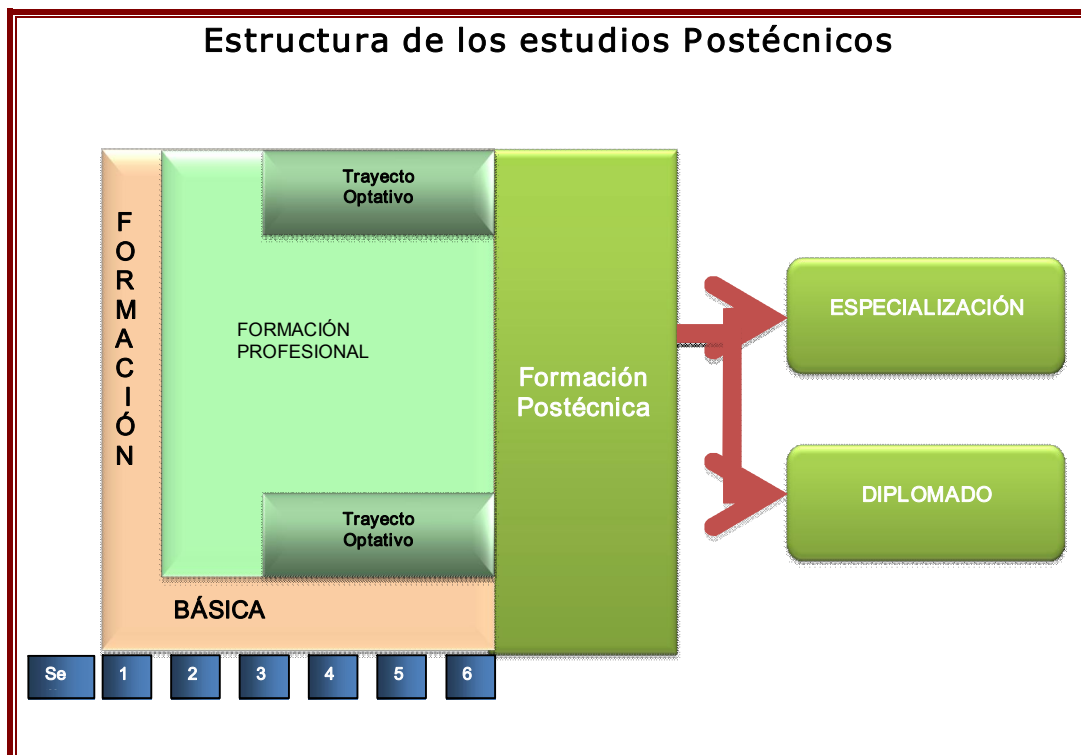 Estructura de los estudios Postécnicos
Trayecto
Optativo
FORMACIÓN
FORMACIÓN
PROFESIONAL
Formación
Postécnica
ESPECIALIZACIÓN
DIPLOMADO
Trayecto
Optativo
BÁSICA
Se 1 2 3 4 5 6